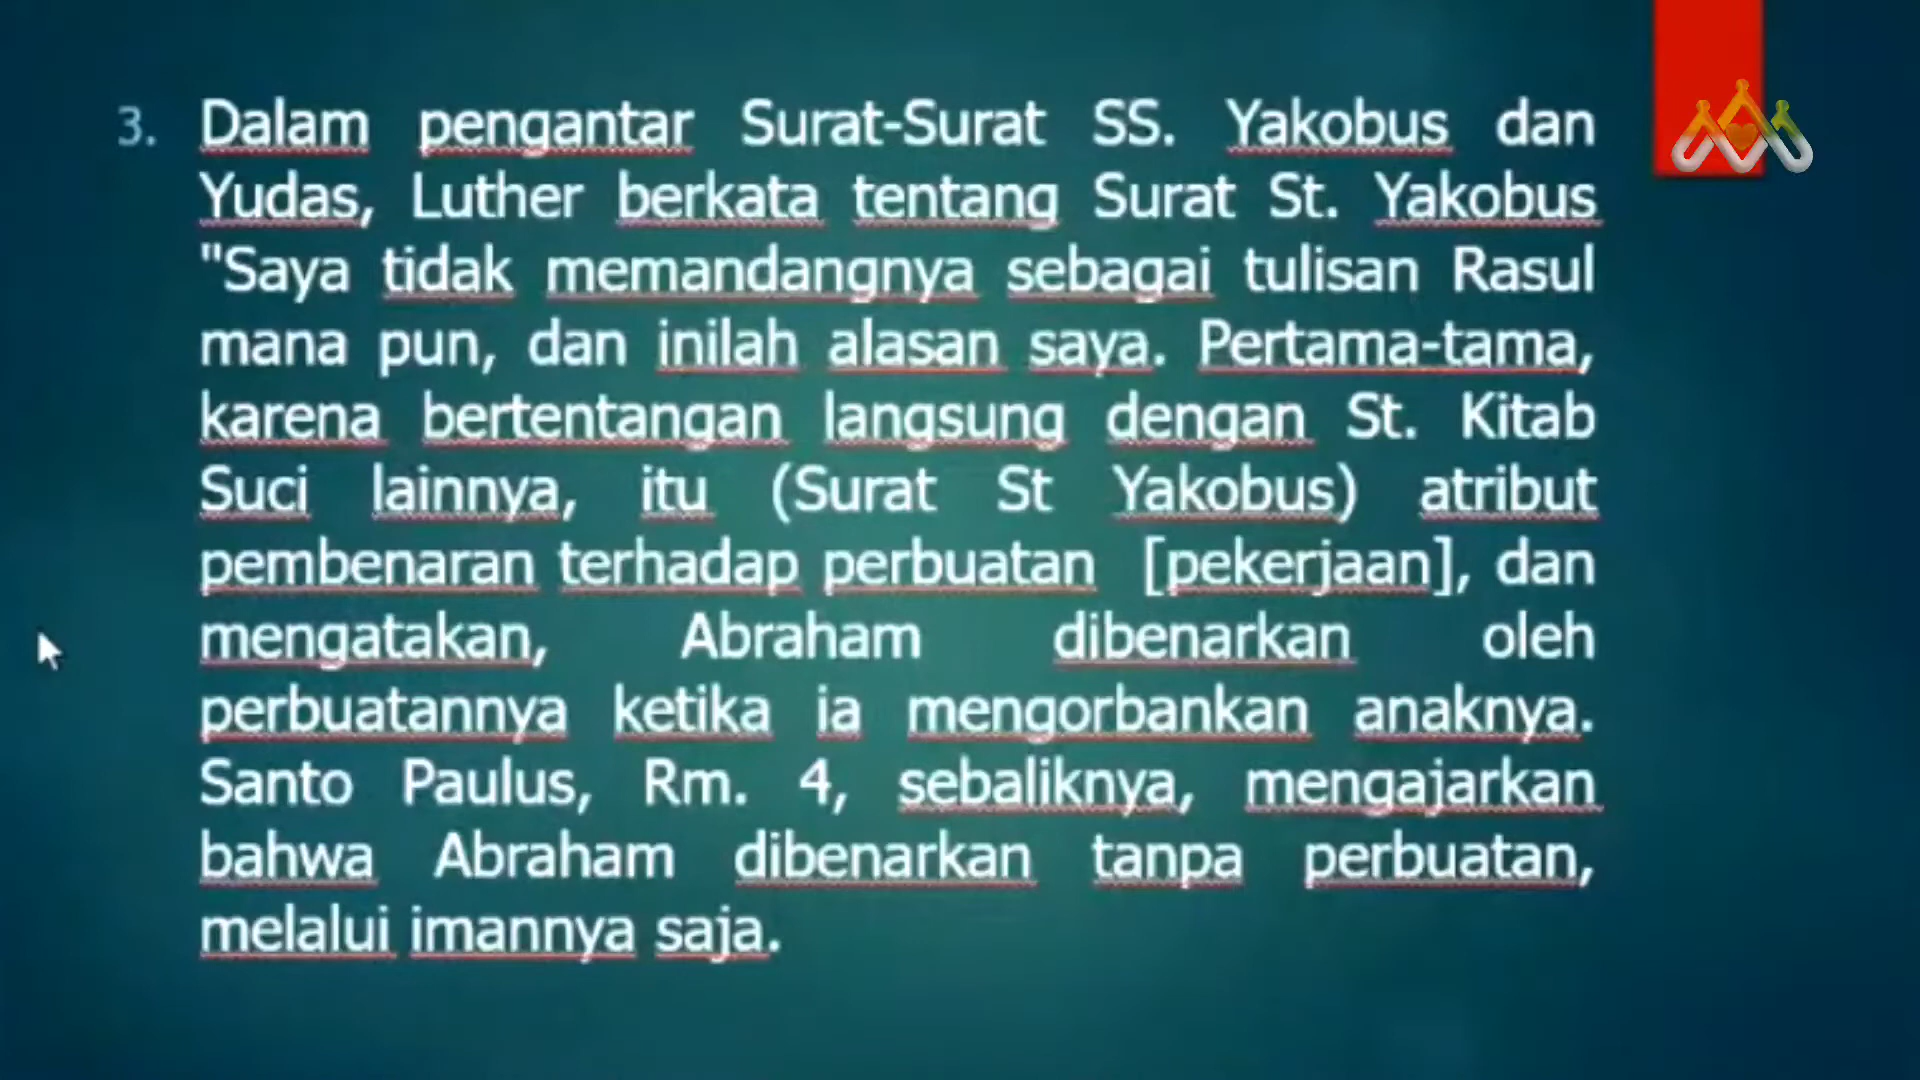 3. Dalam pengantar Surat-Surat SS. Yakobus dan
Yudas, Luther berkata tentang Surat St. Yakobus
"Saya tidak memandangnya sebagai tulisan Rasul
mana pun, dan inilah alasan saya. Pertama-tama,
karena bertentangan langsung dengan St. Kitab
Suci lainnya, itu (Surat St Yakobus) atribut
pembenaran terhadap perbuatan [pekerjaan], dan
mengatakan, Abraham dibenarkan oleh
perbuatannya ketika ia mengorbankan anaknya.
Santo Paulus, Rm. 4, sebaliknya, mengajarkan
bahwa Abraham dibenarkan tanpa perbuatan,
melalui imannya saja.